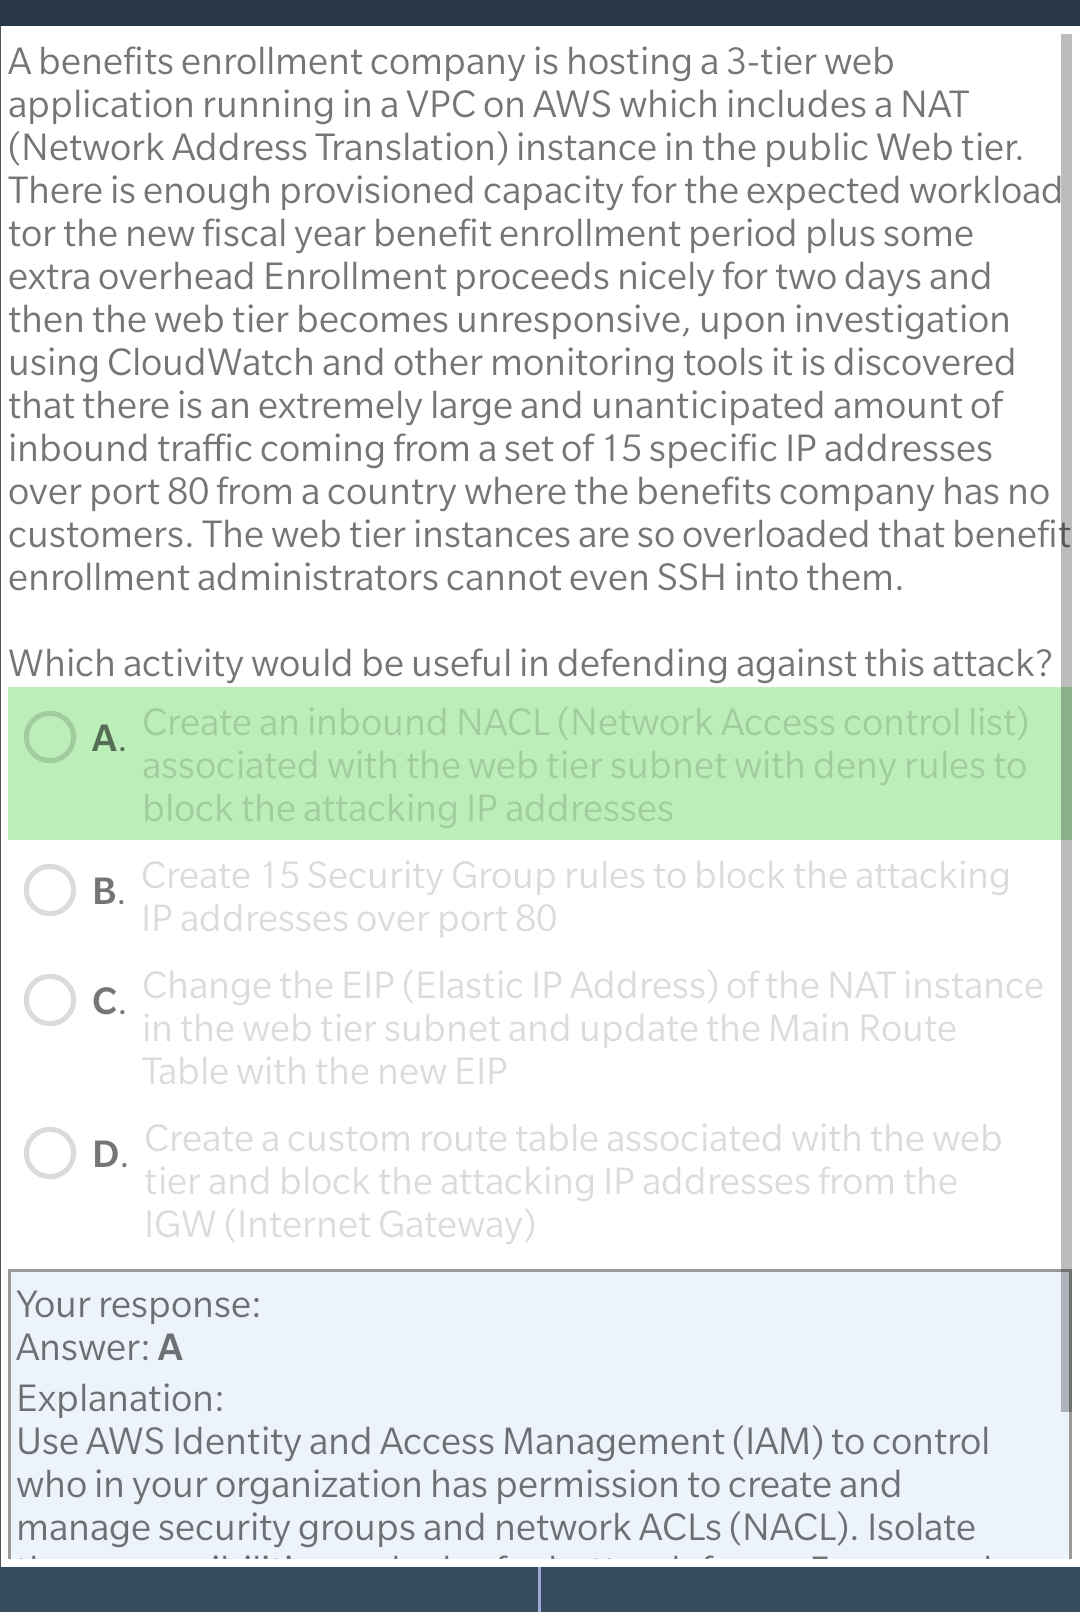 A benefits enrollment company is hosting a 3-tier web
application running in a VPC on AWS which includes a NAT
(Network Address Translation) instance in the public Web tier.
There is enough provisioned capacity for the expected workload
tor the new fiscal year benefit enrollment period plus some
extra overhead Enrollment proceeds nicely for two days and
then the web tier becomes unresponsive, upon investigation
using CloudWatch and other monitoring tools it is discovered
that there is an extremely large and unanticipated amount of
inbound traffic coming from a set of 15 specific IP addresses
over port 80 from a country where the benefits company has no
customers. The web tier instances are so overloaded that benefit
enrollment administrators cannot even SSH into them.
Which activity would be useful in defending against this attack?
A. Create an inbound NACL (Network Access control list)
associated with the web tier subnet with deny rules to
block the attacking IP addresses
B. Create 15 Security Group rules to block the attacking
IP addresses over port 80
C. Change the EIP (Elastic IP Address) of the NAT instance
in the web tier subnet and update the Main Route
Table with the new EIP
D. Create a custom route table associated with the web
tier and block the attacking IP addresses from the
IGW (Internet Gateway)
Your response:
Answer: A
Explanation:
Use AWS Identity and Access Management (IAM) to control
who in your organization has permission to create and
manage security groups and network ACLs (NACL). Isolate